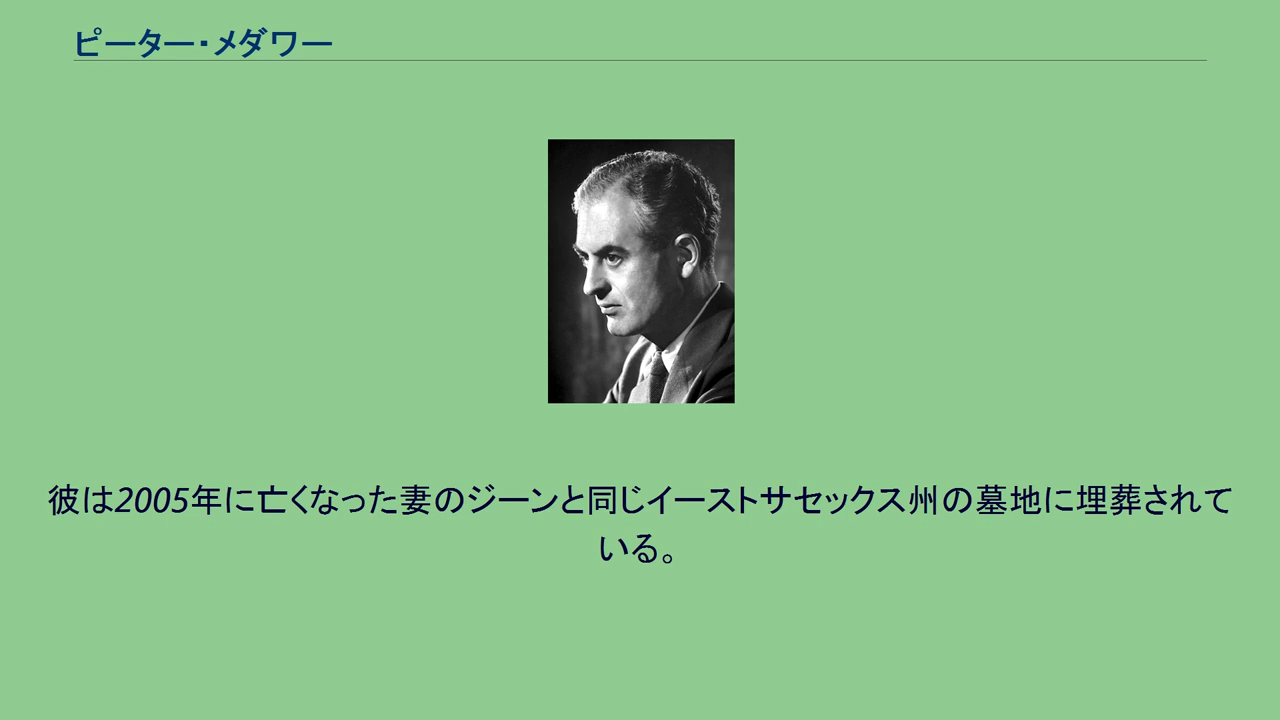 ピーター・メダワー
彼は2005年に亡くなった妻のジーンと同じイーストサセックス州の墓地に埋葬されて
いる。